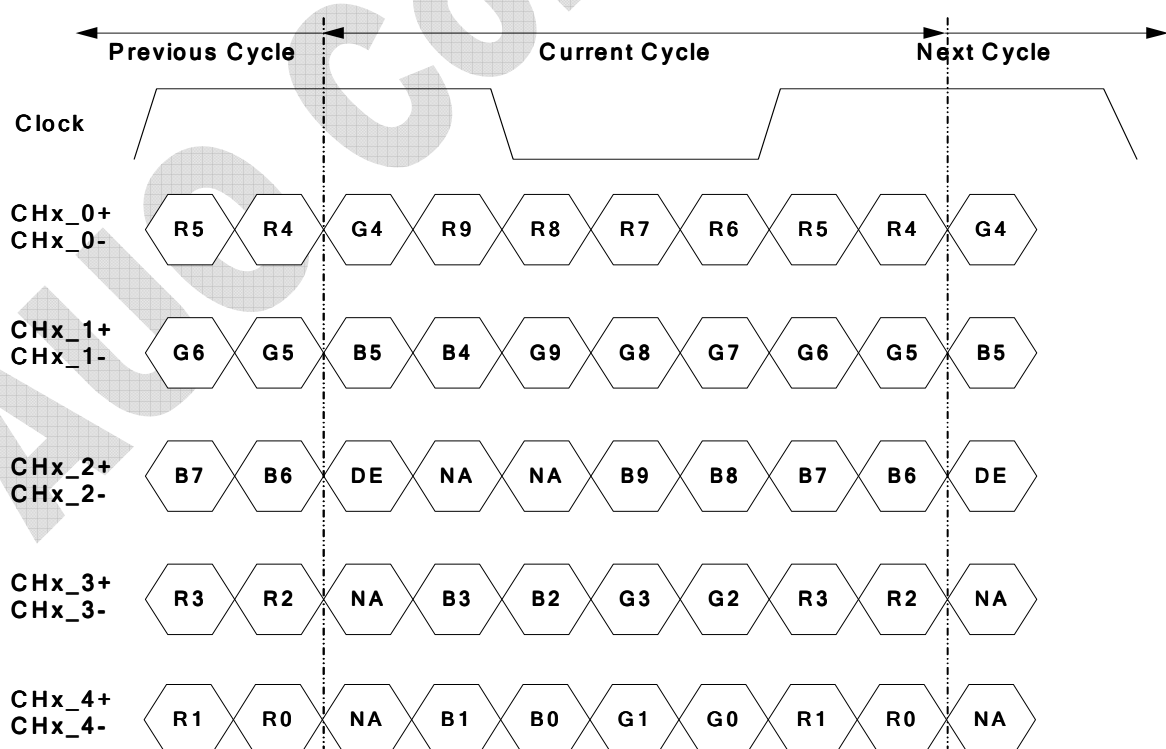 Previous Cycle Current Cycle Next Cycle
Clock
CHx_0+
CHx_0-
R5 R4 G4 R9 R8 R7 R6 R5 R4 G4
CHx_1+
CHx_1-
G6 G5 B5 B4 G9 G8 G7 G6 G5 B5
CHx_2+
CHx_2-
B7 B6 DE NA NA B9 B8 B7 B6 DE
CHx_3+
CHx_3-
R3 R2 NA B3 B2 G3 G2 R3 R2 NA
CHx_4+
CHx_4-
R1 R0 NA B1 B0 G1 G0 R1 R0 NA
AUO Co